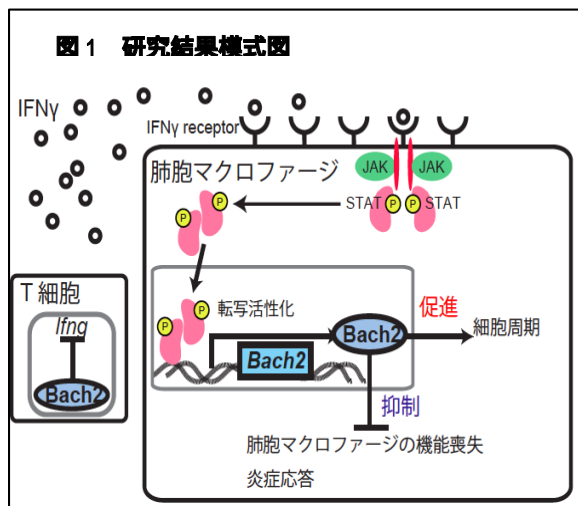 図１　研究結果模式図
IFNγ
IFNγ receptor
肺胞マクロファージ
JAK
JAK
STAT
P
P
STAT
P
P
T細胞
Ifng
Bach2
P
P
転写活性化
Bach2
Bach2
促進
細胞周期
抑制
肺胞マクロファージの機能喪失
炎症応答